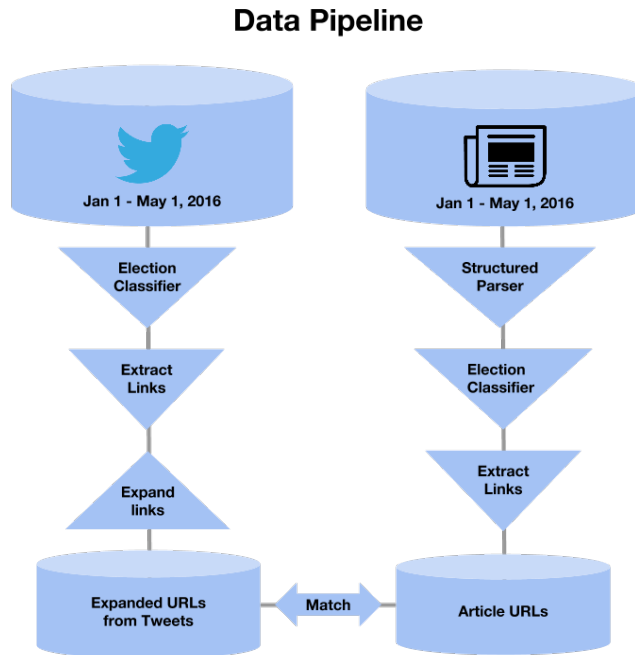 Data Pipeline
Jan 1 - May 1, 2016
Election
Classifier
Extract
Links
Expand
links
Expanded URLs
from Tweets
Match
Jan 1 - May 1, 2016
Structured
Parser
Election
Classifier
Extract
Links
Article URLs